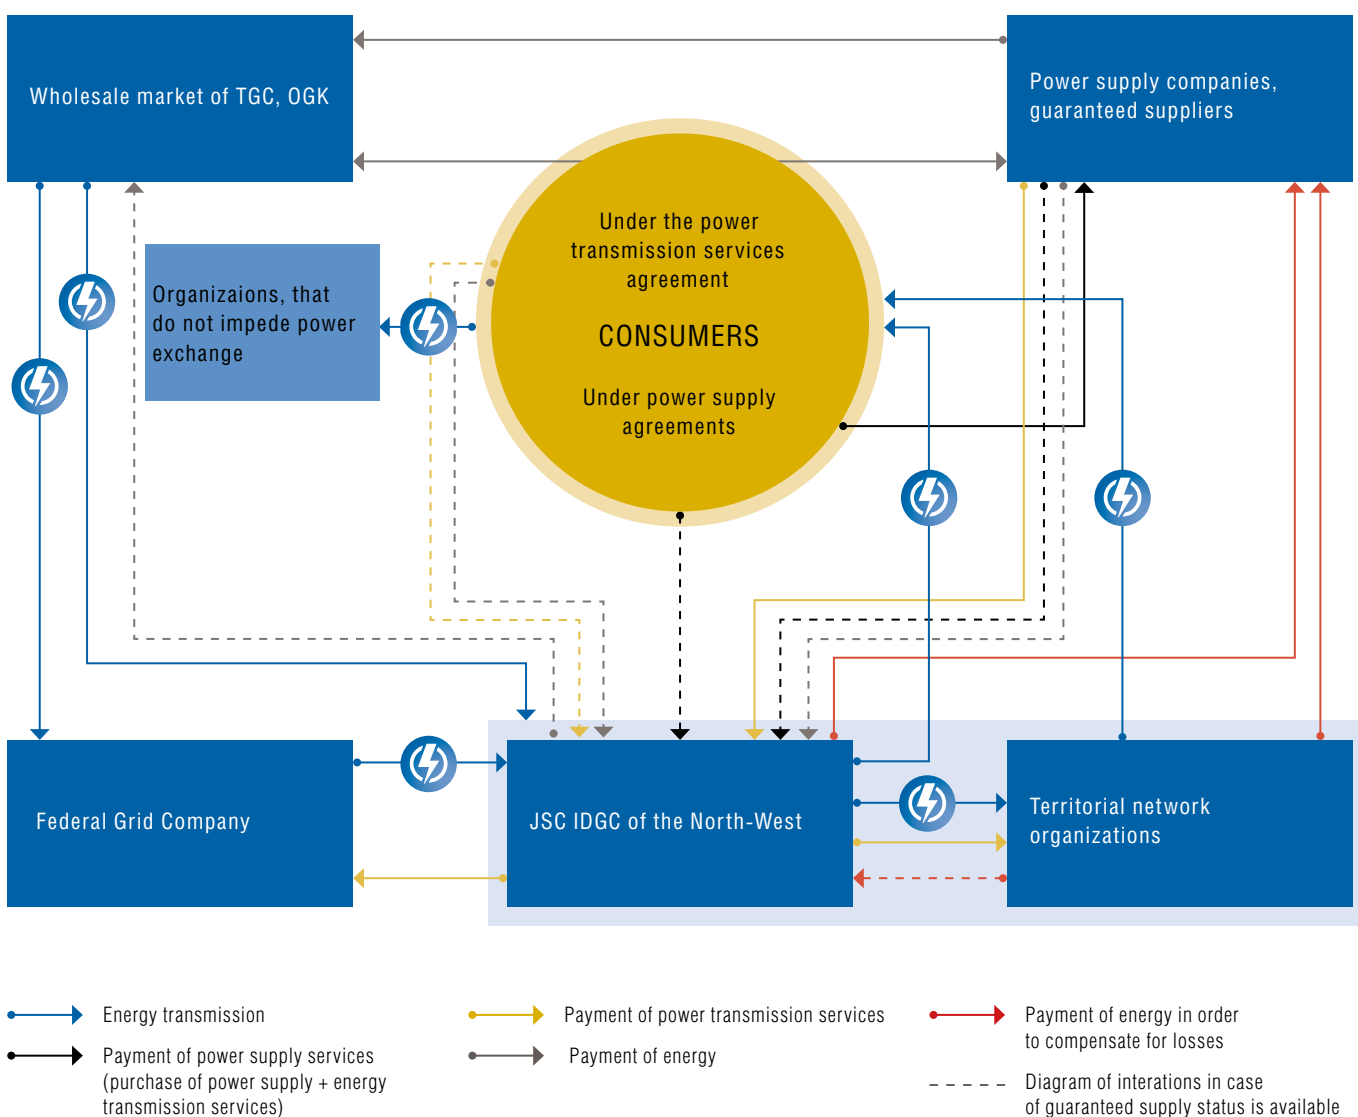 Wholesale market of TGC, OGK
Power supply companies,
guaranteed suppliers
Under the power
transmission services
agreement
CONSUMERS
Under power supply
agreements
Organizaions, that
do not impede power
exchange
Federal Grid Company
JSC IDGC of the North-West
Territorial network
organizations
Energy transmission
Payment of power supply services
(purchase of power supply + energy
transmission services)
Payment of power transmission services
Payment of energy
Payment of energy in order
to compensate for losses
Diagram of interations in case
of guaranteed supply status is available